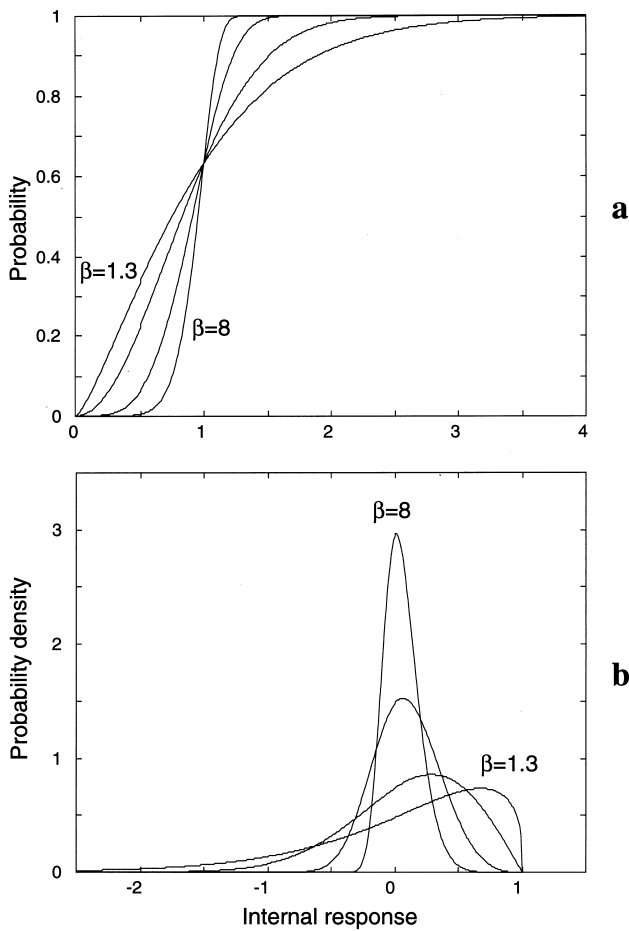 1
0.8
0.6
0.4
0.2
0
Probability
β=1.3
β=8
a
0 1 2 3 4
3
2
1
0
Probability density
β=8
β=1.3
b
-2 -1 0 1
Internal response